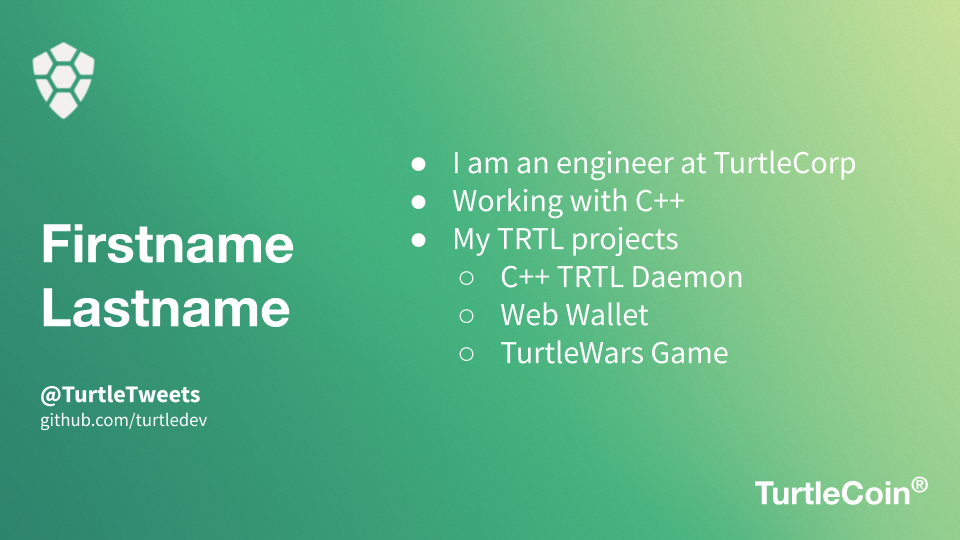 Firstname
Lastname
@TurtleTweets
github.com/turtledev
● I am an engineer at TurtleCorp
● Working with C++
● My TRTL projects
○ C++ TRTL Daemon
○ Web Wallet
○ TurtleWars Game
TurtleCoin®